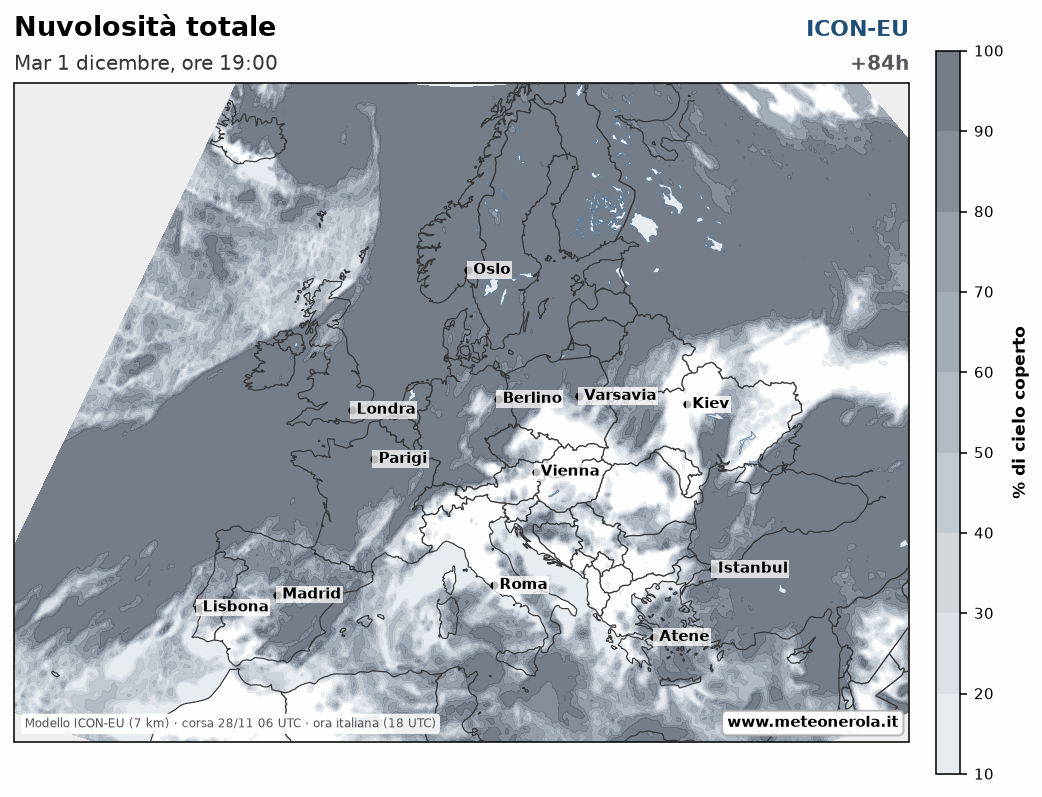 Nuvolosità totale
ICON-EU
Mar 1 dicembre, ore 19:00
+84h
100
90
80
70
60
50
40
30
20
10
% di cielo coperto
Oslo
Berlino
Varsavia
Kiev
Londra
Parigi
Vienna
Istanbul
Roma
Madrid
Lisbona
Atene
Modello ICON-EU (7 km) · corsa 28/11 06 UTC · ora italiana (18 UTC)
www.meteonerola.it